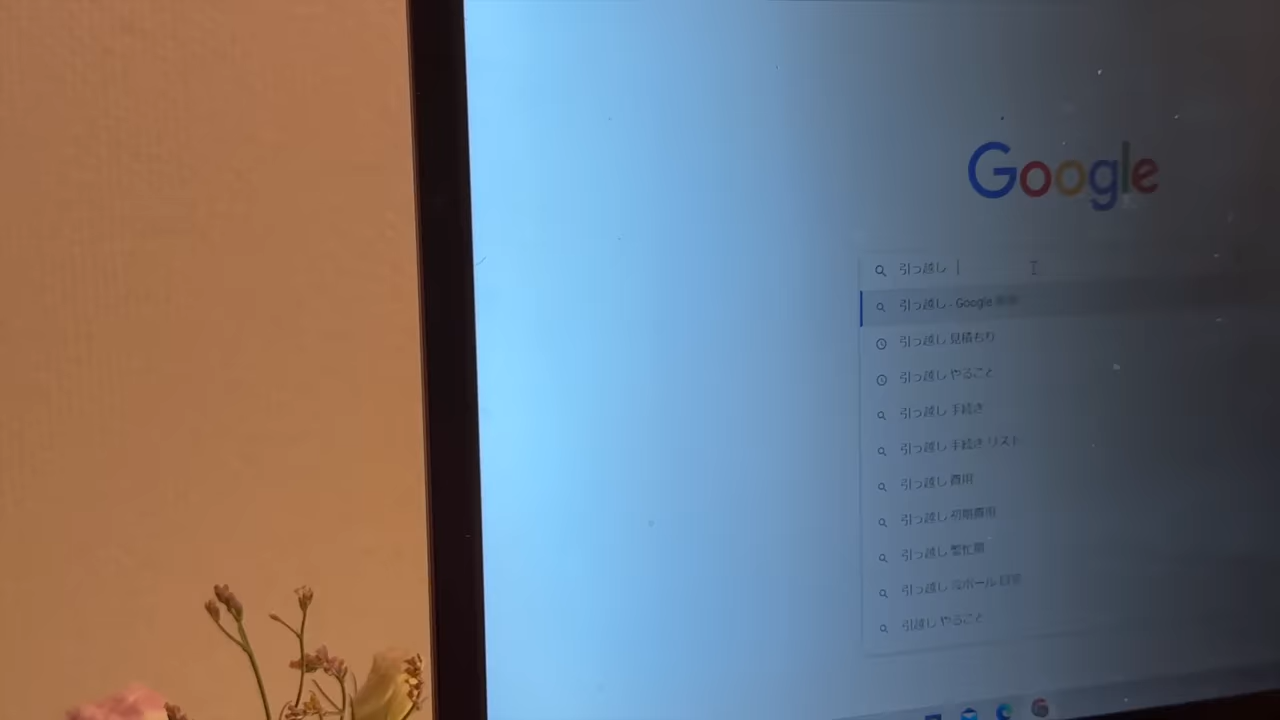 Google
引っ越し
引っ越し - Google
引っ越し 見積もり
引っ越し やること
引っ越し 手続き
引っ越し 手続き リスト
引っ越し 費用
引っ越し 初期費用
引っ越し 繁忙期
引っ越し 段ボール 目安
引越し やること